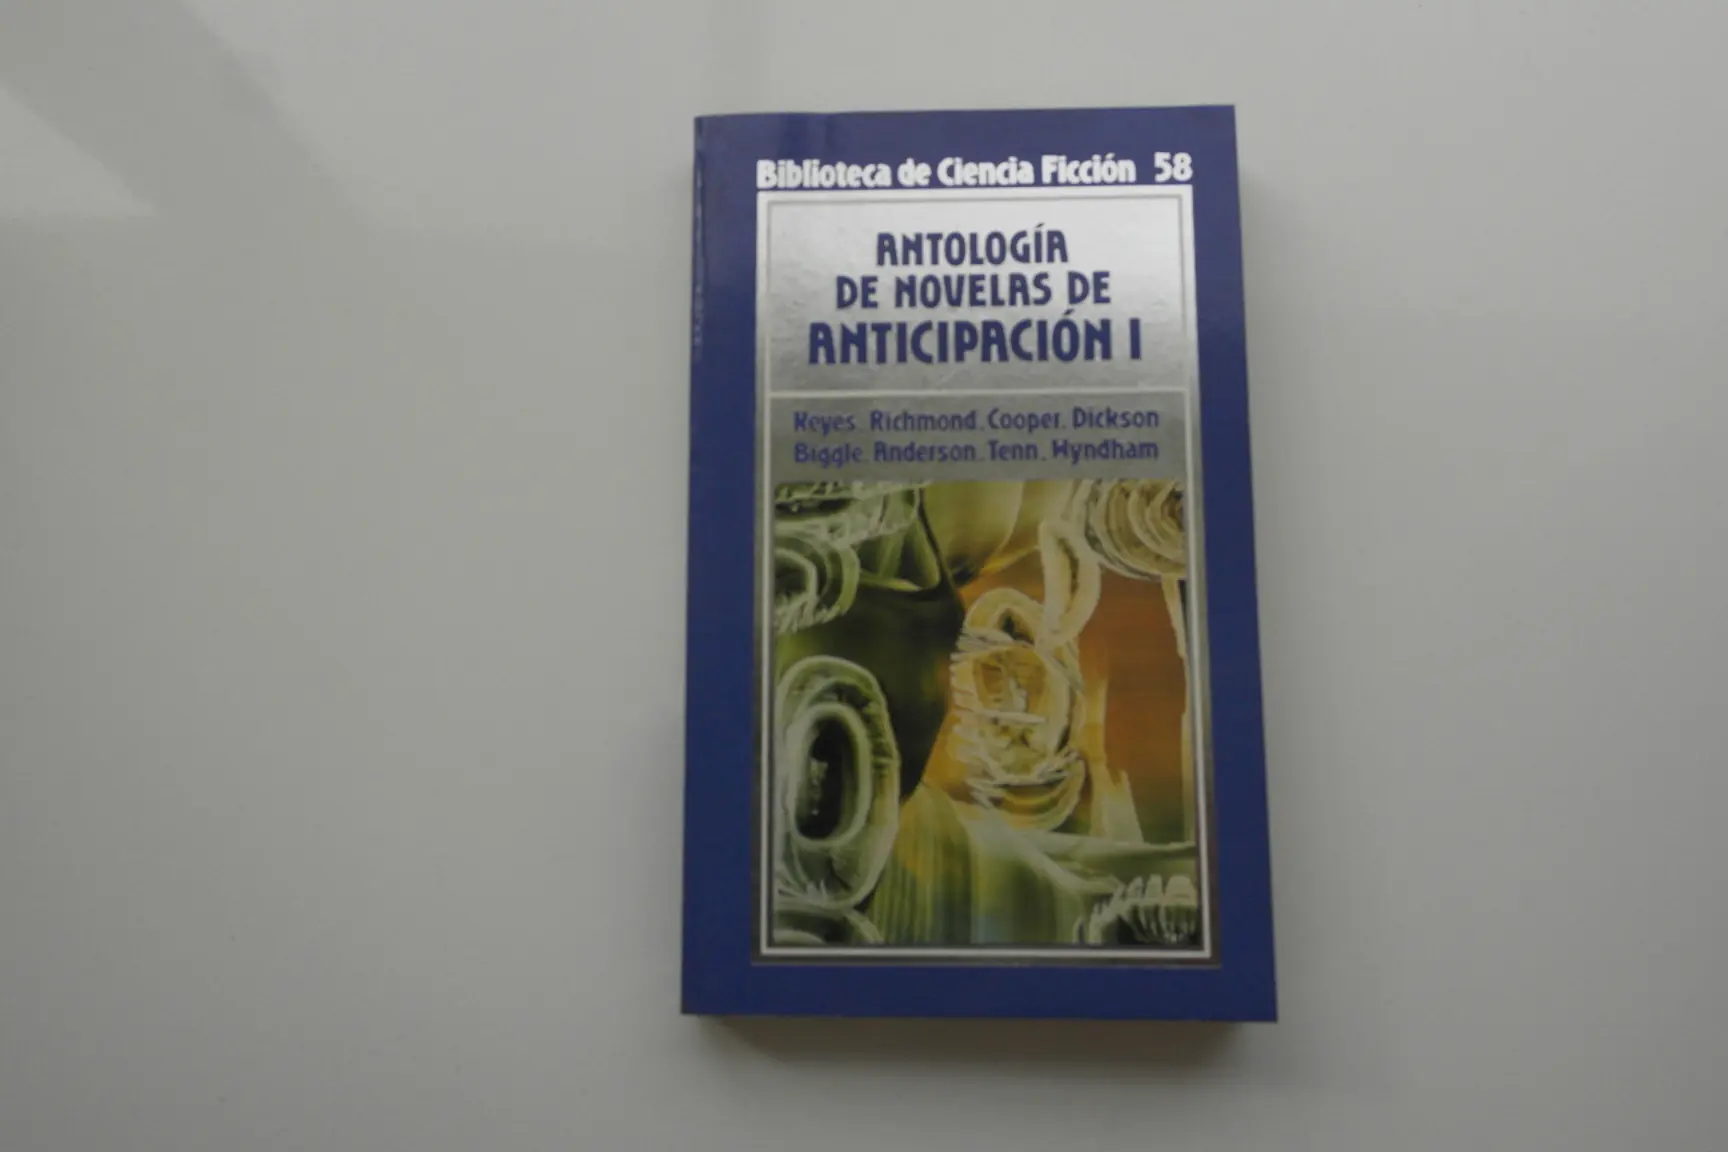 Biblioteca de Ciencia Ficción 58
ANTOLOGÍA
DE NOVELAS DE
ANTICIPACIÓN I
Keyes. Richmond. Cooper. Dickson
Biggle. Anderson. Tenn. Wyndham